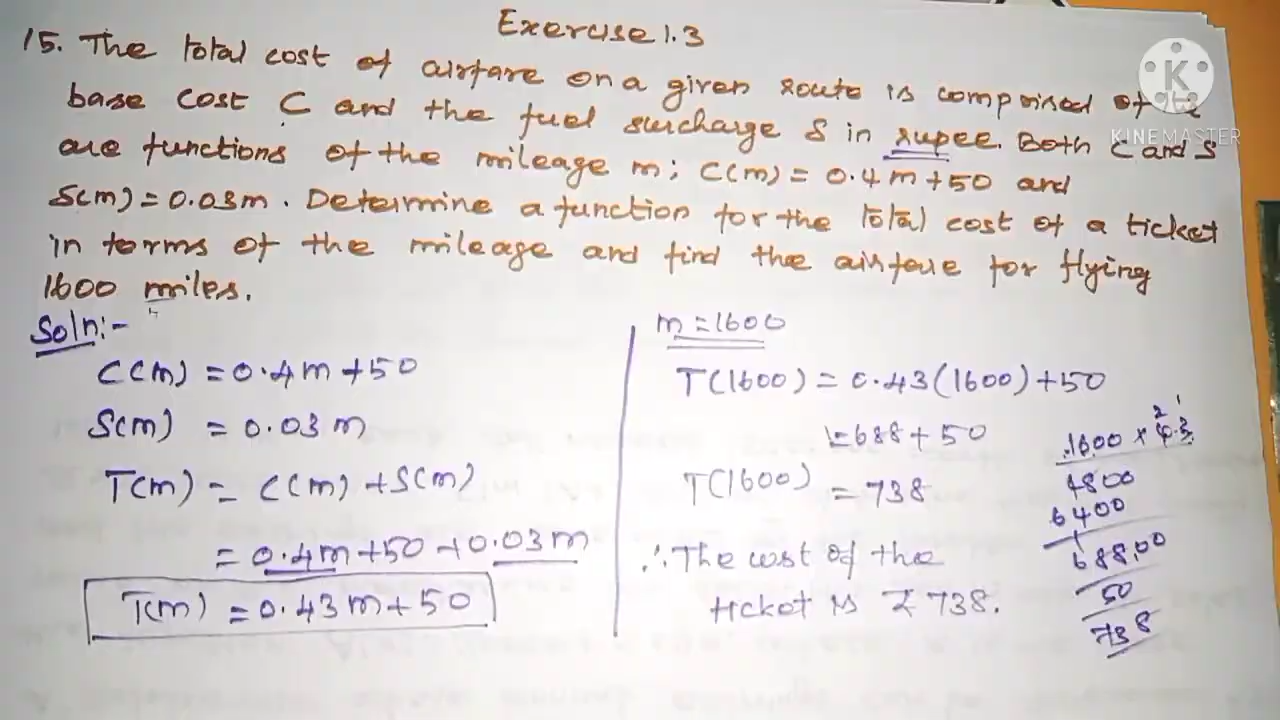 Exercise 1.3
15. The total cost of airfare on a given route is comprised of the
base cost C and the fuel surcharge S in rupee. Both C and S
are functions of the mileage m; C(m) = 0.4m+50 and
S(m) = 0.03m. Determine a function for the total cost of a ticket
in terms of the mileage and find the airfare for flying
1600 miles.
K
KINEMASTER
Soln:-
C(m) = 0.4m+50
S(m) = 0.03m
T(m) = C(m) + S(m)
= 0.4m+50+0.03m
T(m) = 0.43m+50
m = 1600
T(1600) = 0.43(1600)+50
= 688+50
T(1600) = 738
∴ The cost of the
ticket is ₹ 738.
2 1
1600 ×
4800
6400
688.00
50
738